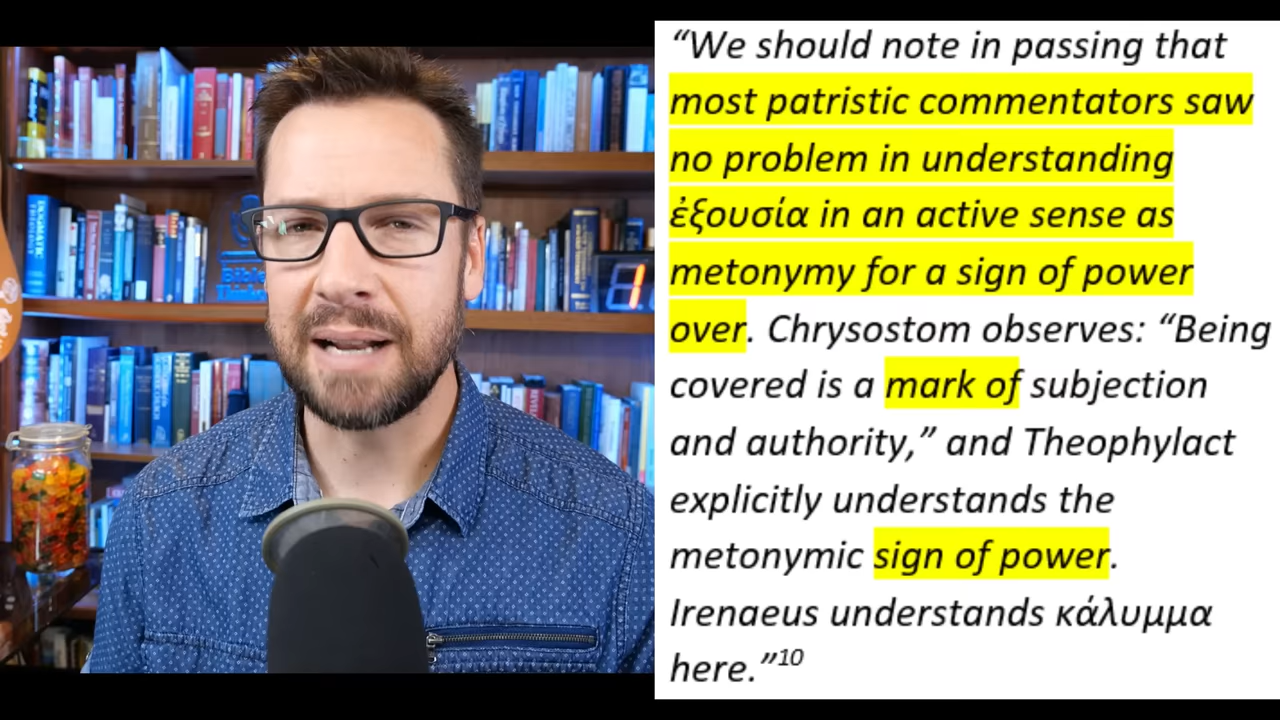 “We should note in passing that
most patristic commentators saw
no problem in understanding
ἐξουσία in an active sense as
metonymy for a sign of power
over. Chrysostom observes: “Being
covered is a mark of subjection
and authority,” and Theophylact
explicitly understands the
metonymic sign of power.
Irenaeus understands κάλυμμα
here.”10